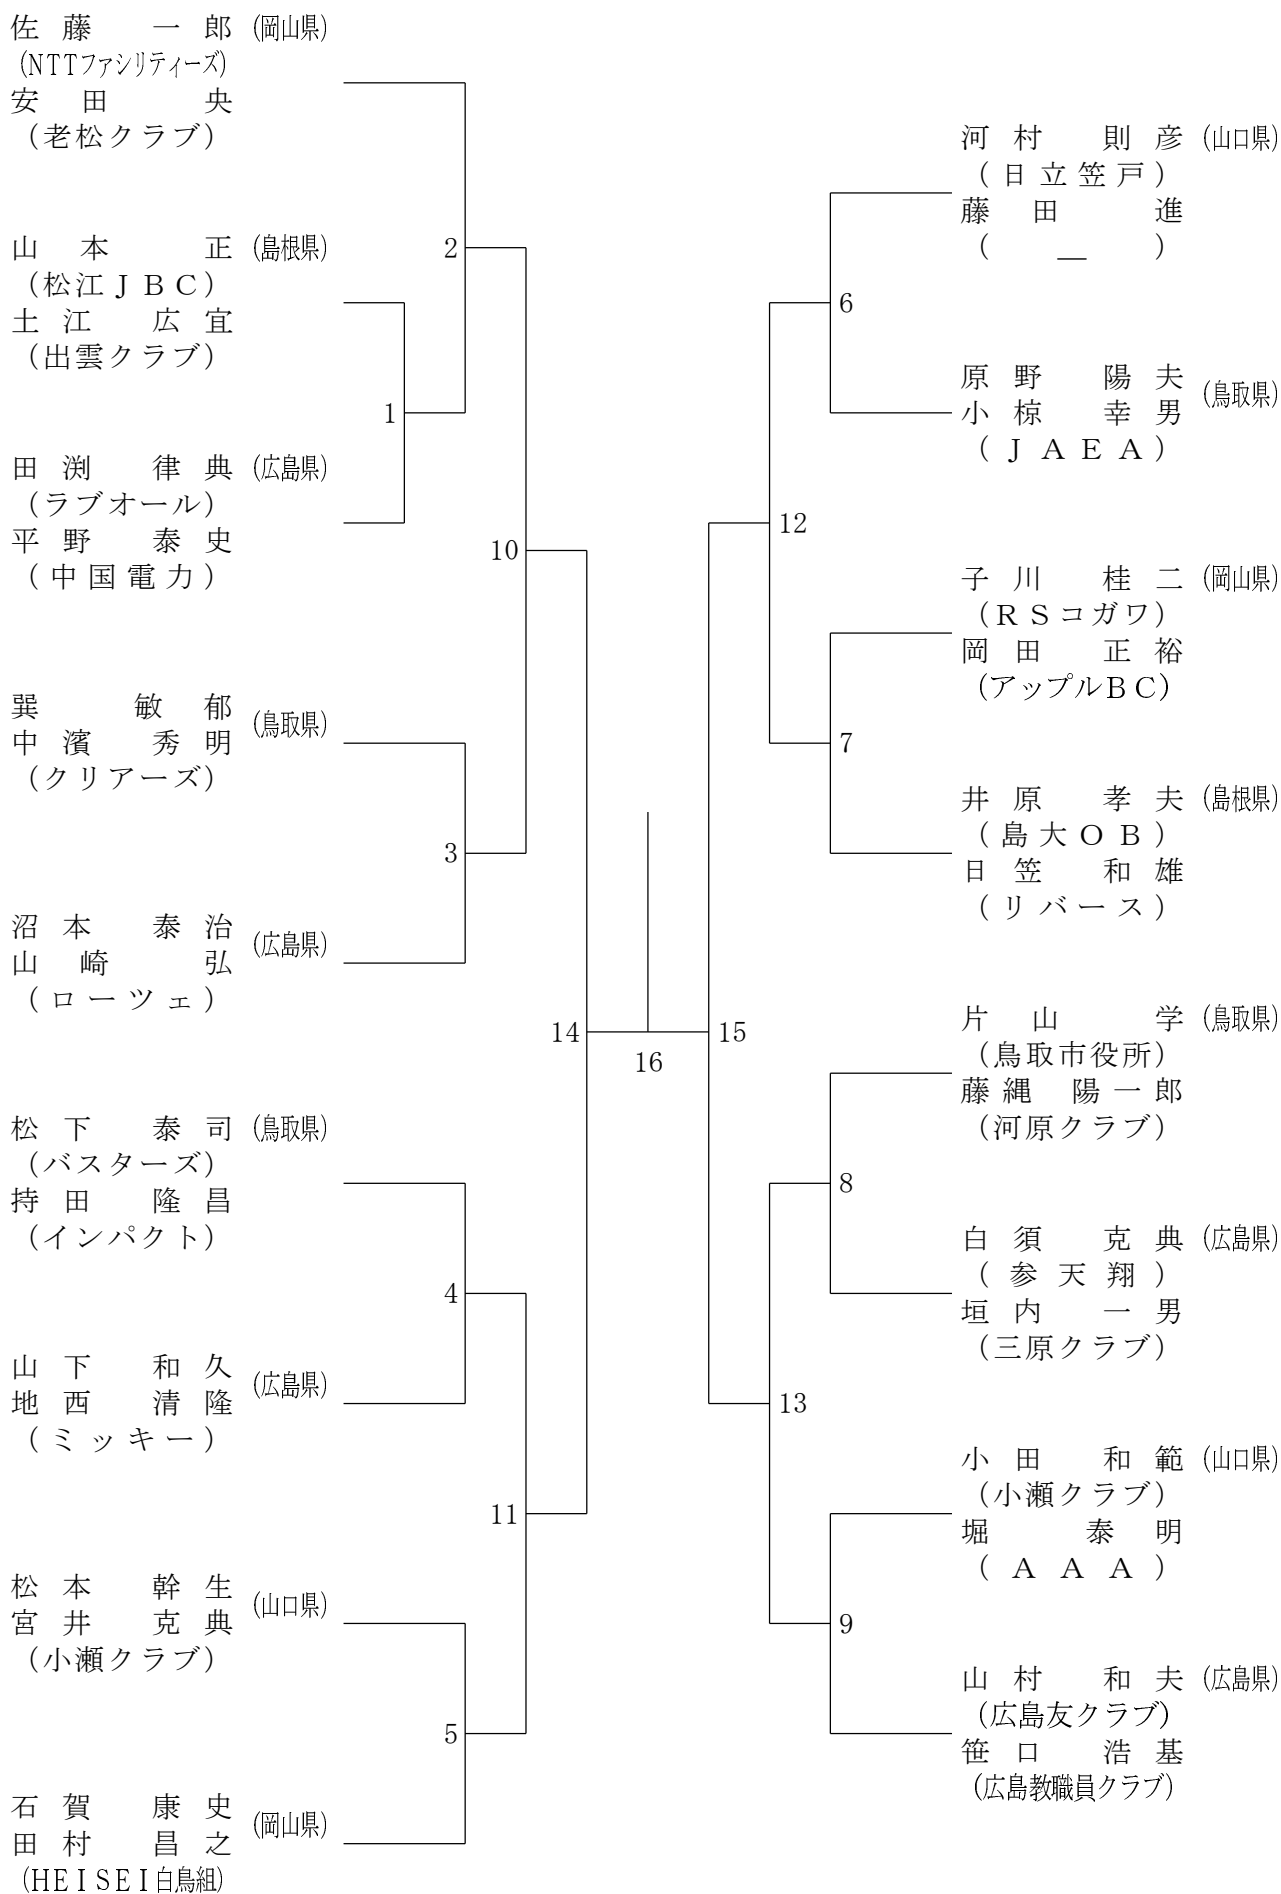 佐藤 一郎 (岡山県)
(NTTファシリティーズ)
安田 央
(老松クラブ)
山本 正 (島根県)
(松江JBC)
土江 広宜
(出雲クラブ)
田渕 律典 (広島県)
(ラブオール)
平野 泰史
(中国電力)
巽 敏郁
中濱 秀明 (鳥取県)
(クリアーズ)
沼本 泰治
山崎 弘 (広島県)
(ローツェ)
松下 泰司 (鳥取県)
(バスターズ)
持田 隆昌
(インパクト)
山下 和久
地西 清隆 (広島県)
(ミッキー)
松本 幹生
宮井 克典 (山口県)
(小瀬クラブ)
石賀 康史
田村 昌之 (岡山県)
(HEISEI白鳥組)
2
1
10
3
14
4
11
5
16
6
12
7
15
8
13
9
河村 則彦 (山口県)
(日立笠戸)
藤田 進
( __ )
原野 陽夫
小椋 幸男 (鳥取県)
(JAEA)
子川 桂二 (岡山県)
(RSコガワ)
岡田 正裕
(アップルBC)
井原 孝夫 (島根県)
(島大OB)
日笠 和雄
(リバース)
片山 学 (鳥取県)
(鳥取市役所)
藤縄 陽一郎
(河原クラブ)
白須 克典 (広島県)
(参天翔)
垣内 一男
(三原クラブ)
小田 和範 (山口県)
(小瀬クラブ)
堀 泰明
(AAA)
山村 和夫 (広島県)
(広島友クラブ)
笹口 浩基
(広島教職員クラブ)